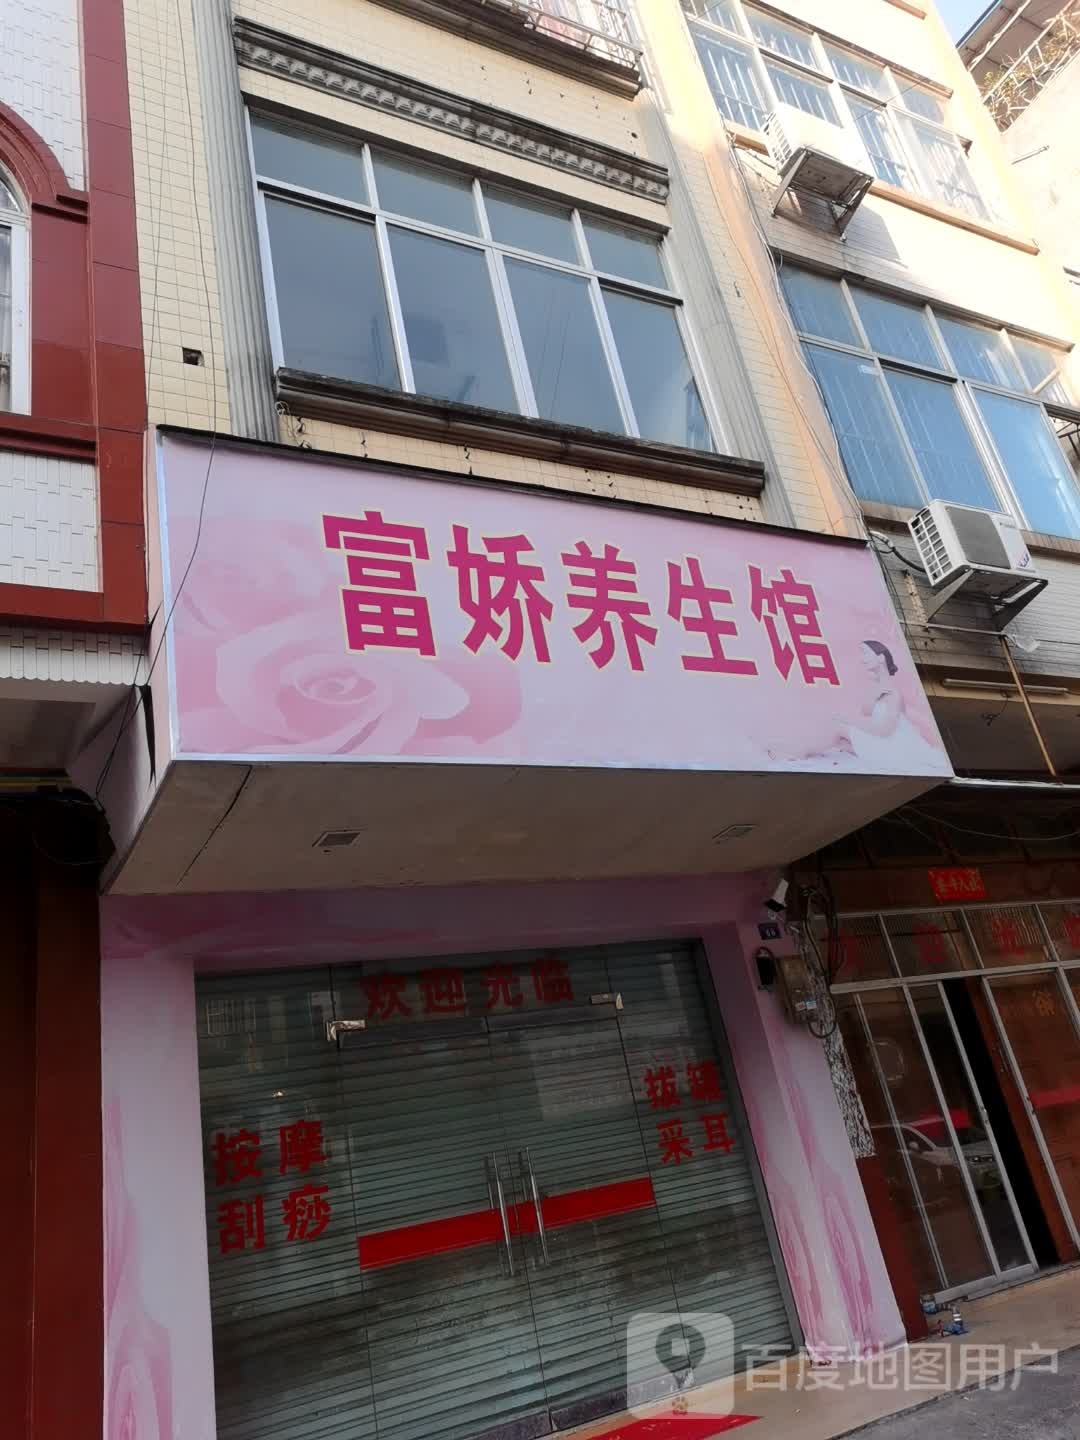 富娇养生馆
欢迎光临
按摩
刮痧
拔罐
采耳
百度地图用户